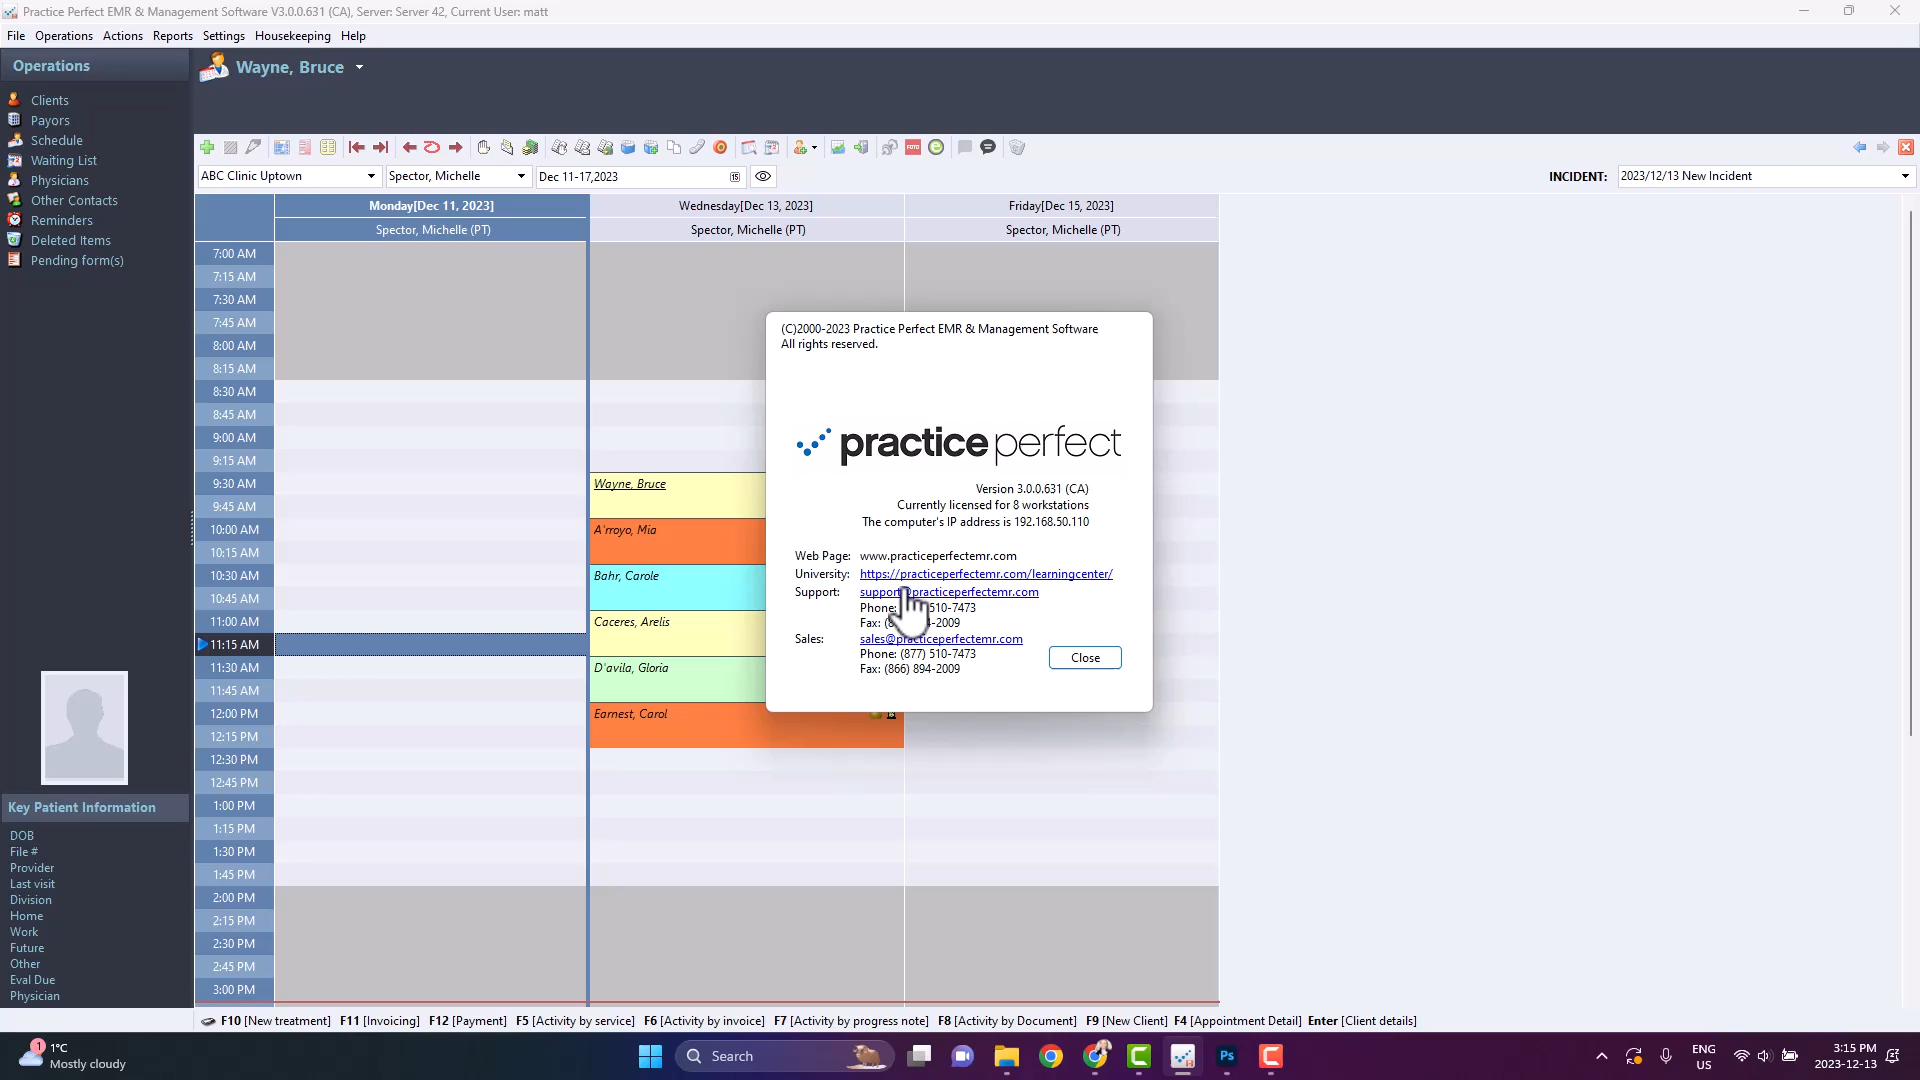 Practice Perfect EMR & Management Software V3.0.0.631 (CA), Server: Server 42, Current User: matt
File Operations Actions Reports Settings Housekeeping Help
Operations
Clients
Payors
Schedule
Waiting List
Physicians
Other Contacts
Reminders
Deleted Items
Pending form(s)
Key Patient Information
DOB
File #
Provider
Last visit
Division
Home
Work
Future
Other
Eval Due
Physician
Wayne, Bruce
ABC Clinic Uptown Spector, Michelle Dec 11-17,2023 INCIDENT: 2023/12/13 New Incident
Monday[Dec 11, 2023] Wednesday[Dec 13, 2023] Friday[Dec 15, 2023]
Spector, Michelle (PT) Spector, Michelle (PT) Spector, Michelle (PT)
7:00 AM
7:15 AM
7:30 AM
7:45 AM
8:00 AM
8:15 AM
8:30 AM
8:45 AM
9:00 AM
9:15 AM
9:30 AM
9:45 AM
10:00 AM
10:15 AM
10:30 AM
10:45 AM
11:00 AM
11:15 AM
11:30 AM
11:45 AM
12:00 PM
12:15 PM
12:30 PM
12:45 PM
1:00 PM
1:15 PM
1:30 PM
1:45 PM
2:00 PM
2:15 PM
2:30 PM
2:45 PM
3:00 PM
Wayne, Bruce
A'rroyo, Mia
Bahr, Carole
Caceres, Arelis
D'avila, Gloria
Earnest, Carol
(C)2000-2023 Practice Perfect EMR & Management Software
All rights reserved.
practice perfect
Version 3.0.0.631 (CA)
Currently licensed for 8 workstations
The computer's IP address is 192.168.50.110
Web Page: www.practiceperfectemr.com
University: https://practiceperfectemr.com/learningcenter/
Support: support@practiceperfectemr.com
Phone: 510-7473
Fax: -2009
Sales: sales@practiceperfectemr.com
Phone: (877) 510-7473
Fax: (866) 894-2009
Close
F10 [New treatment] F11 [Invoicing] F12 [Payment] F5 [Activity by service] F6 [Activity by invoice] F7 [Activity by progress note] F8 [Activity by Document] F9 [New Client] F4 [Appointment Detail] Enter [Client details]
1
1°C
Mostly cloudy
Search
Ps
ENG
US
3:15 PM
2023-12-13